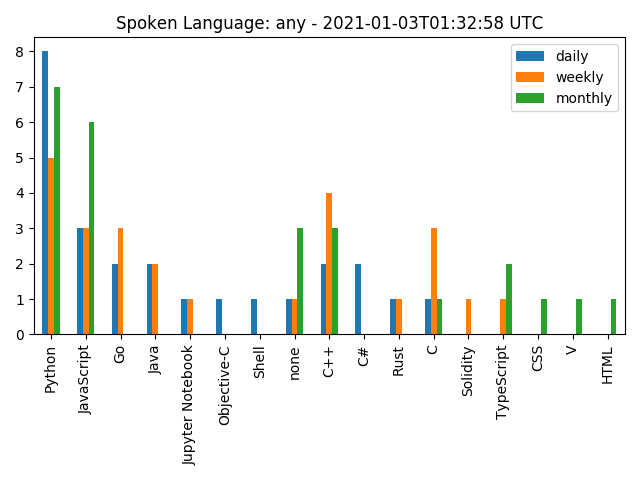 Spoken Language: any - 2021-01-03T01:32:58 UTC
daily
weekly
monthly
8
7
6
5
4
3
2
1
0
Python
JavaScript
Go
Java
Jupyter Notebook
Objective-C
Shell
none
C++
C#
Rust
C
Solidity
TypeScript
CSS
V
HTML